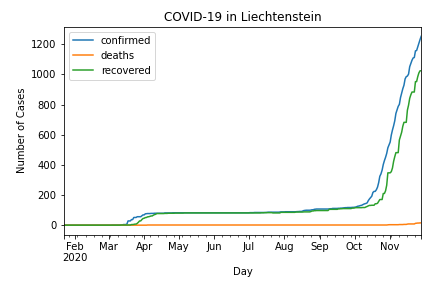 COVID-19 in Liechtenstein
confirmed
deaths
recovered
Number of Cases
1200
1000
800
600
400
200
0
Feb Mar Apr May Jun Jul Aug Sep Oct Nov
2020
Day